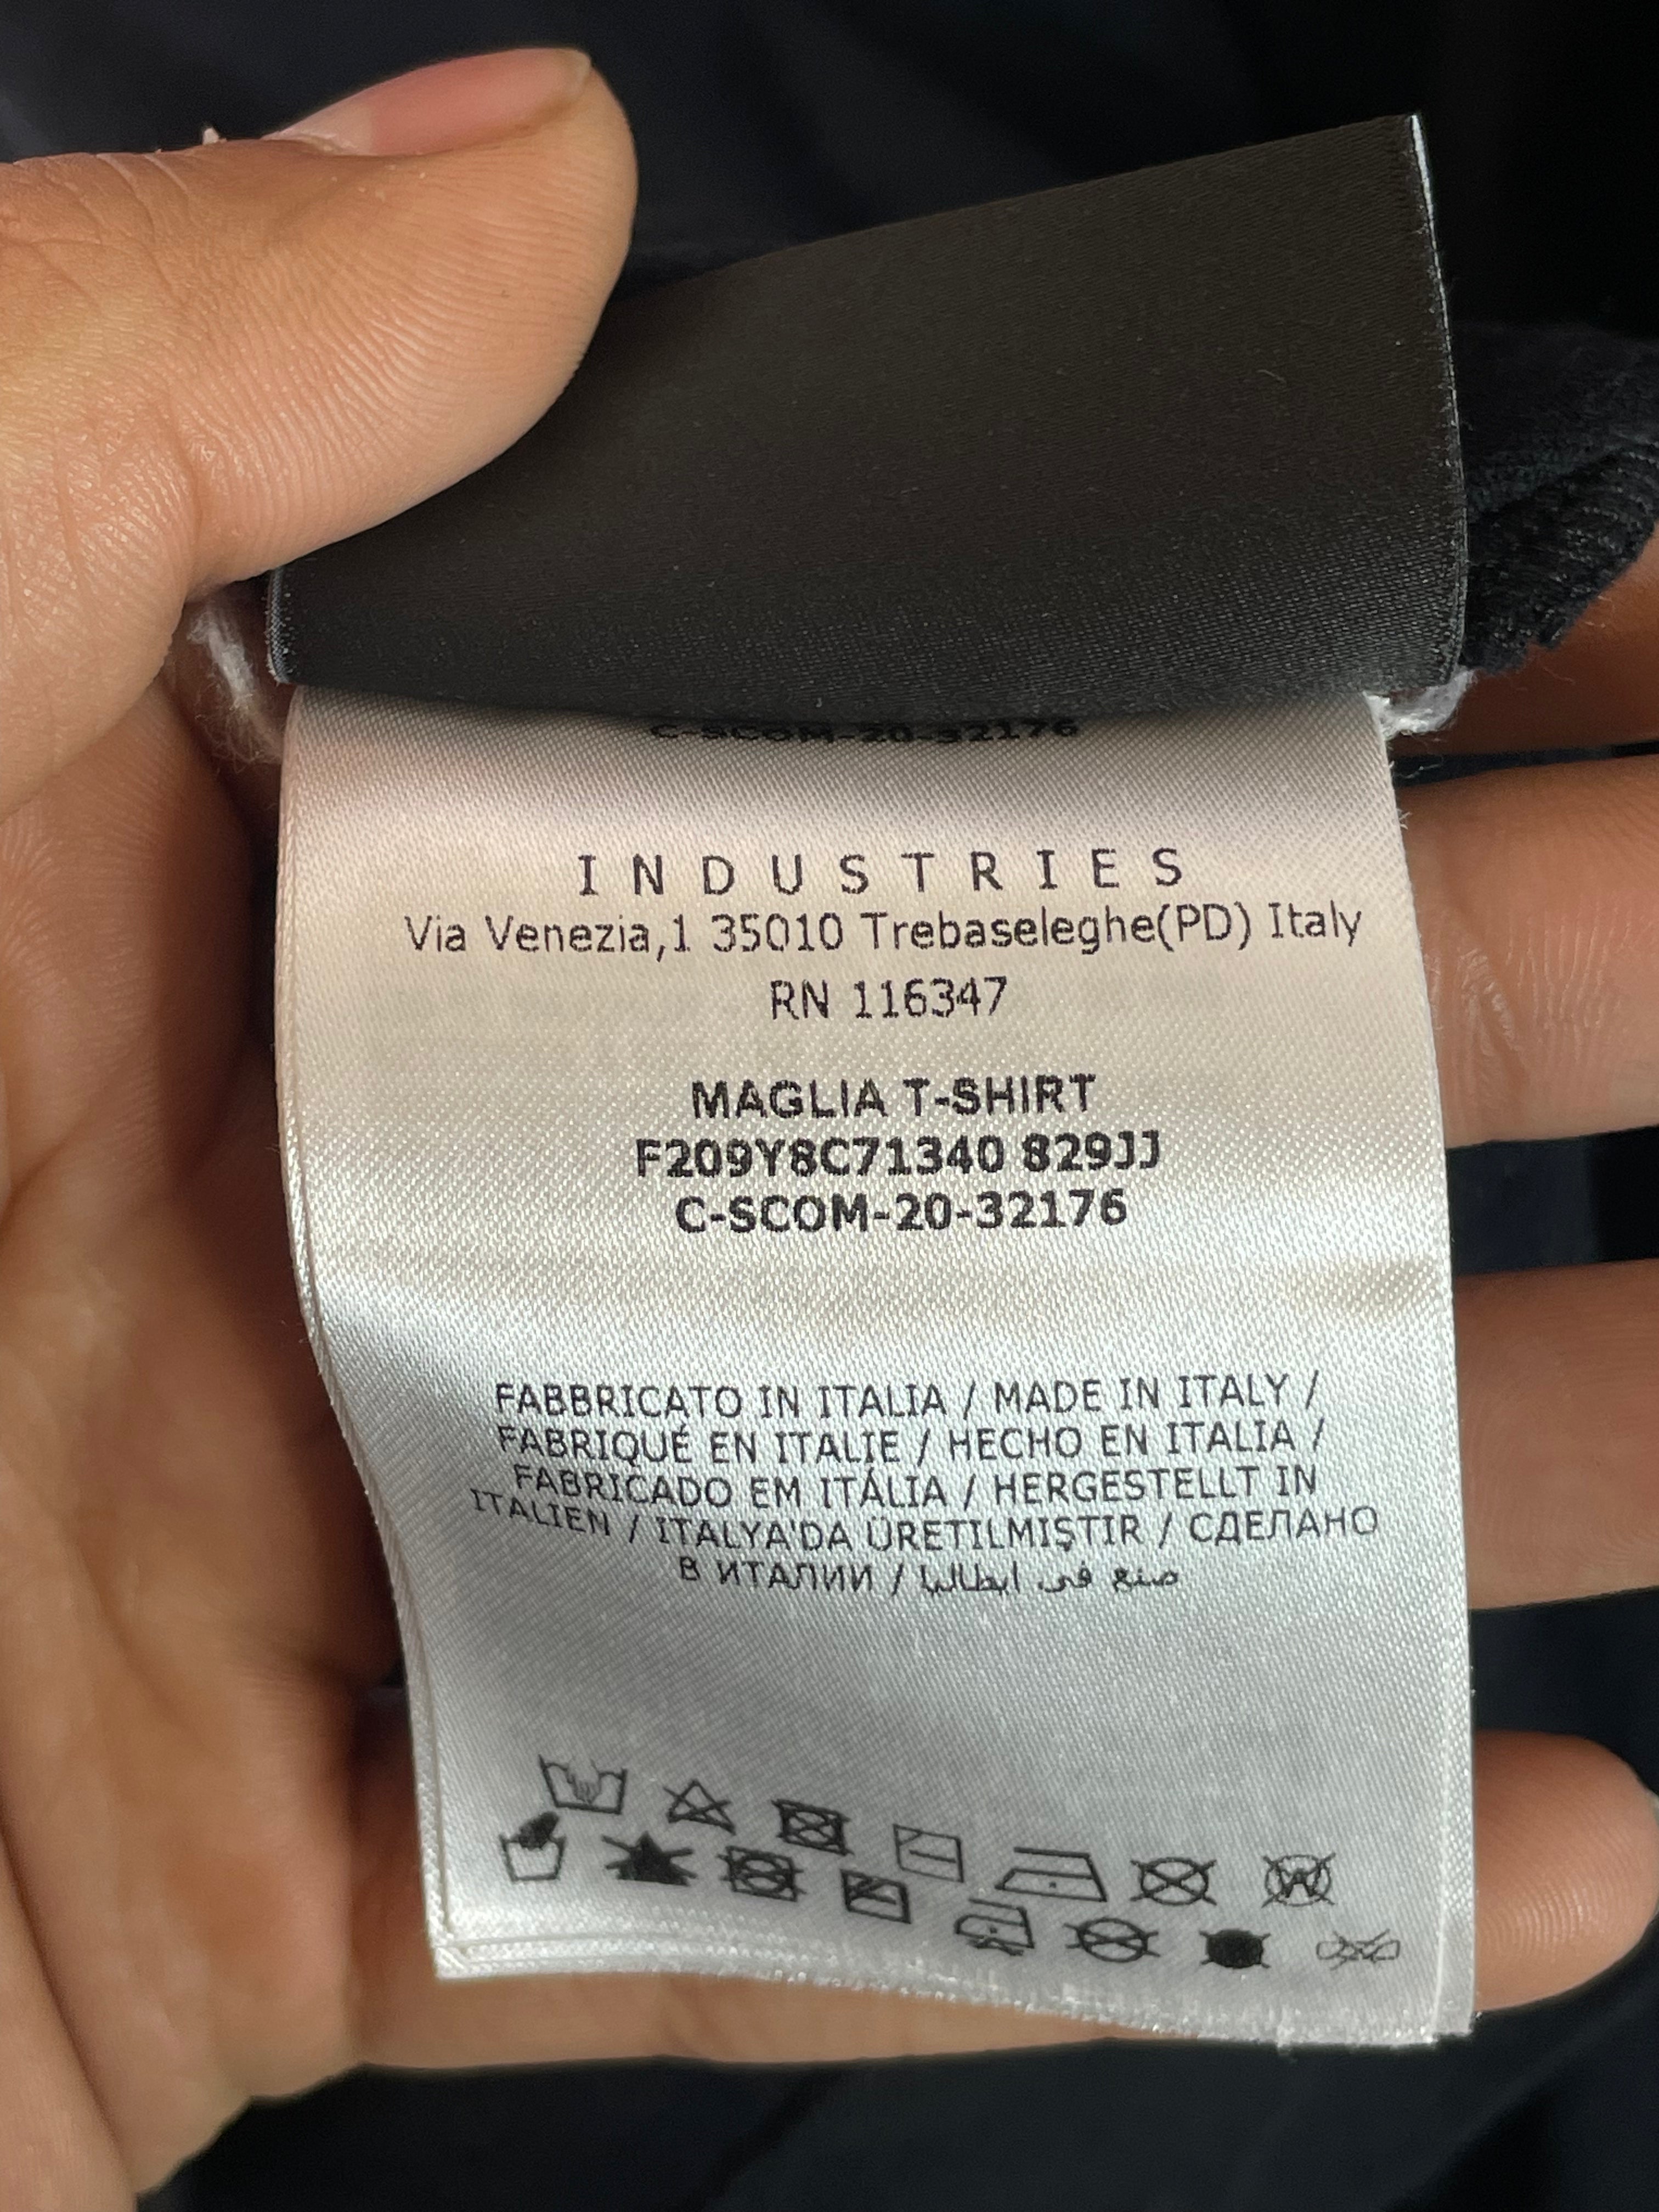 C-SCOM-20-32176
INDUSTRIES
Via Venezia,1 35010 Trebaseleghe(PD) Italy
RN 116347
MAGLIA T-SHIRT
F209Y8C71340 829JJ
C-SCOM-20-32176
FABBRICATO IN ITALIA / MADE IN ITALY /
FABRIQUÉ EN ITALIE / HECHO EN ITALIA /
FABRICADO EM ITÁLIA / HERGESTELLT IN
ITALIEN / ITALYA'DA ÜRETILMIŞTIR / СДЕЛАНО
В ИТАЛИИ / صنع في ايطاليا
W